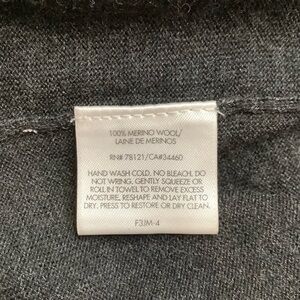 100% MERINO WOOL/
LAINE DE MERINOS
RN# 78121/CA#34460
HAND WASH COLD. NO BLEACH. DO
NOT WRING, GENTLY SQUEEZE OR
ROLL IN TOWEL TO REMOVE EXCESS
MOISTURE, RESHAPE AND LAY FLAT TO
DRY. PRESS TO RESTORE OR DRY CLEAN.
F3JM-4